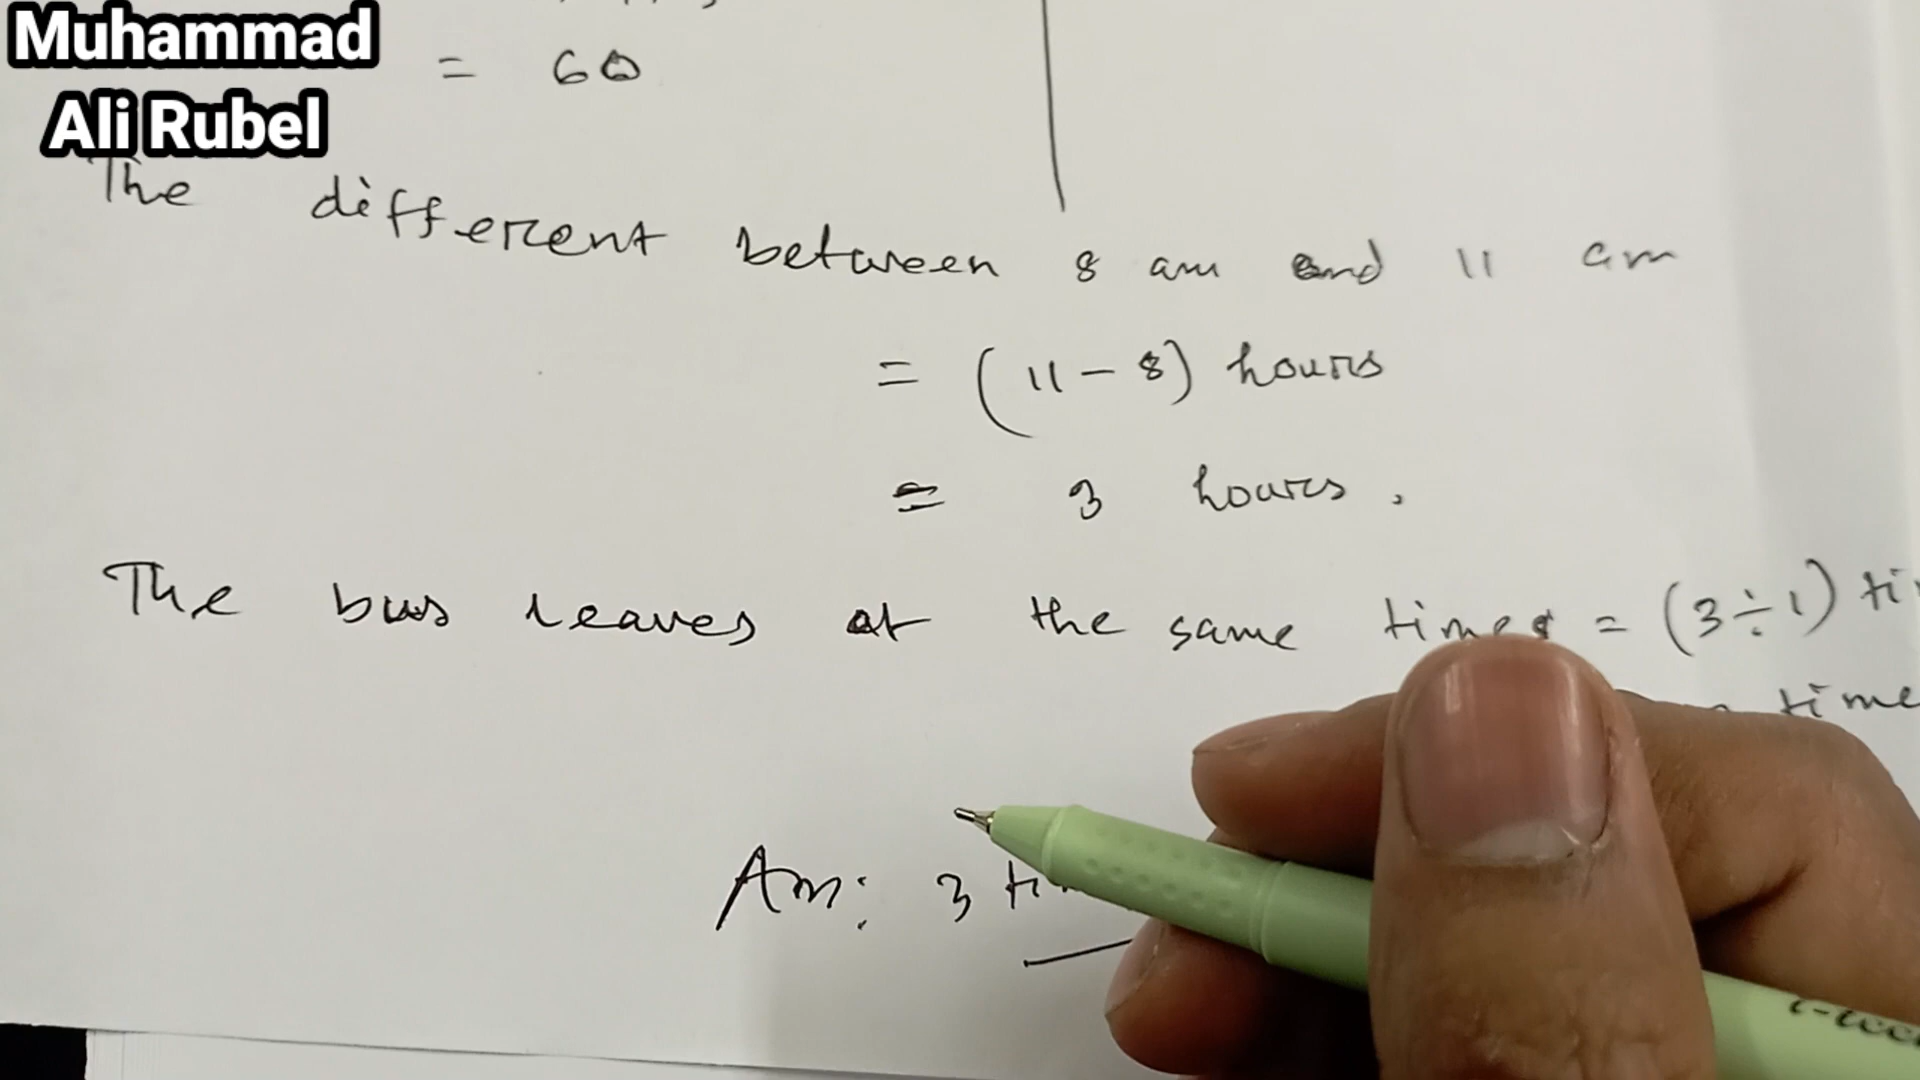 Muhammad
Ali Rubel
= 60
The different between 8 am and 11 am
= (11 - 8) hours
= 3 hours.
The bus leaves at the same times = (3 ÷ 1)
time
Ans: 3